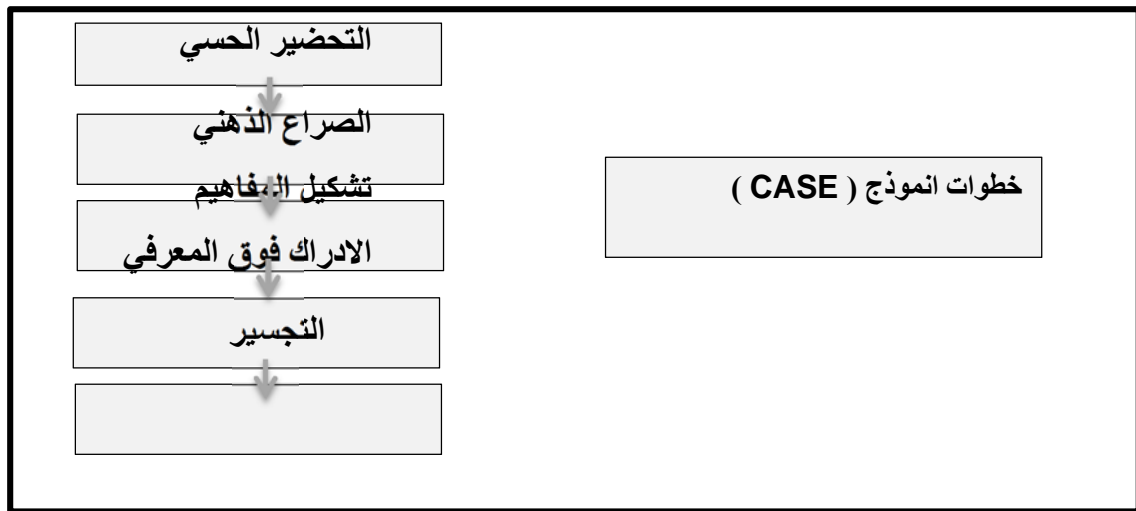 خطوات انموذج ( CASE )
التحضير الحسي
الصراع الذهني
تشكيل المفاهيم
الادراك فوق المعرفي
التجسير